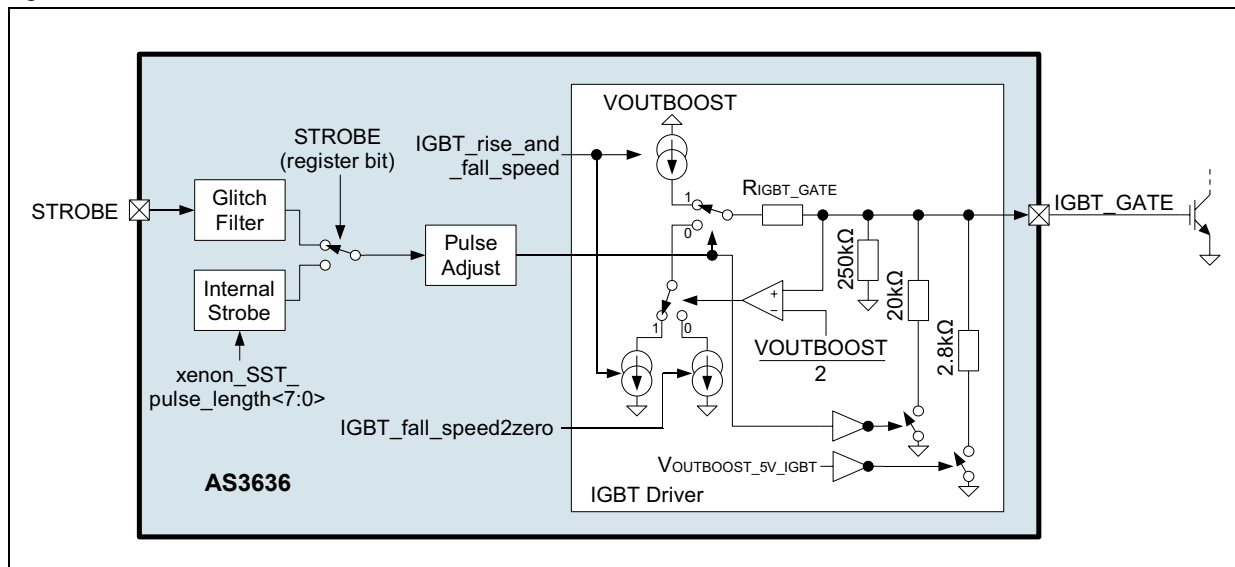 VOUTBOOST
STROBE
(register bit)
IGBT_rise_and
_fall_speed
RIGBT_GATE
1
0
STROBE
Glitch
Filter
Internal
Strobe
Pulse
Adjust
IGBT_GATE
250kΩ
20kΩ
2.8kΩ
+
−
1
0
VOUTBOOST
2
xenon_SST_
pulse_length<7:0>
IGBT_fall_speed2zero
VOUTBOOST_5V_IGBT
AS3636
IGBT Driver